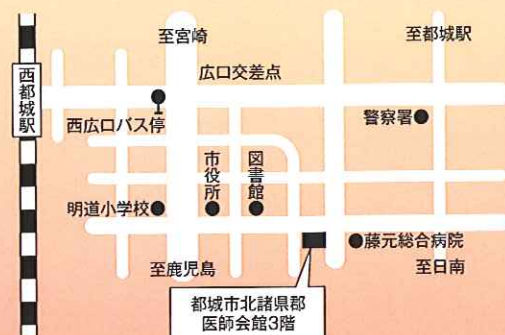 至宮崎
至都城駅
広口交差点
西都城駅
西広口バス停
警察署
市役所
図書館
明道小学校
藤元総合病院
至鹿児島
至日南
都城市北諸県郡
医師会館3階